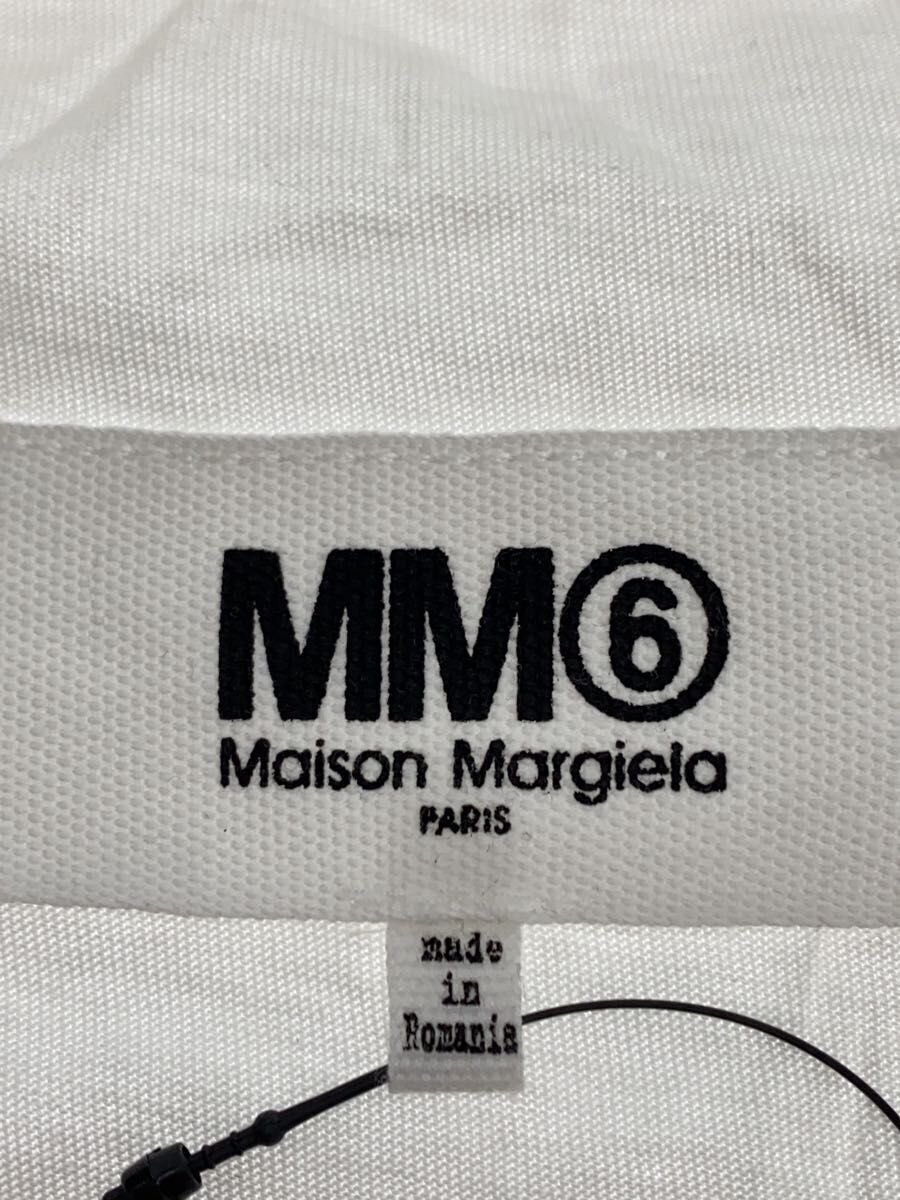 MM⑥
Maison Margiela
PARIS
made
in
Romania